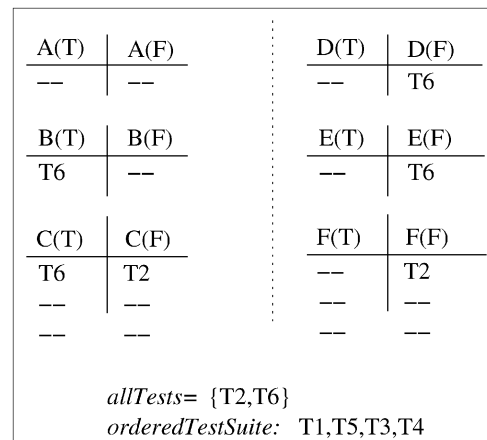 A(T) A(F) D(T) D(F)
-- -- -- T6
B(T) B(F) E(T) E(F)
T6 -- -- T6
C(T) C(F) F(T) F(F)
T6 T2 -- T2
-- -- -- --
-- -- -- --
allTests= {T2,T6}
orderedTestSuite: T1,T5,T3,T4